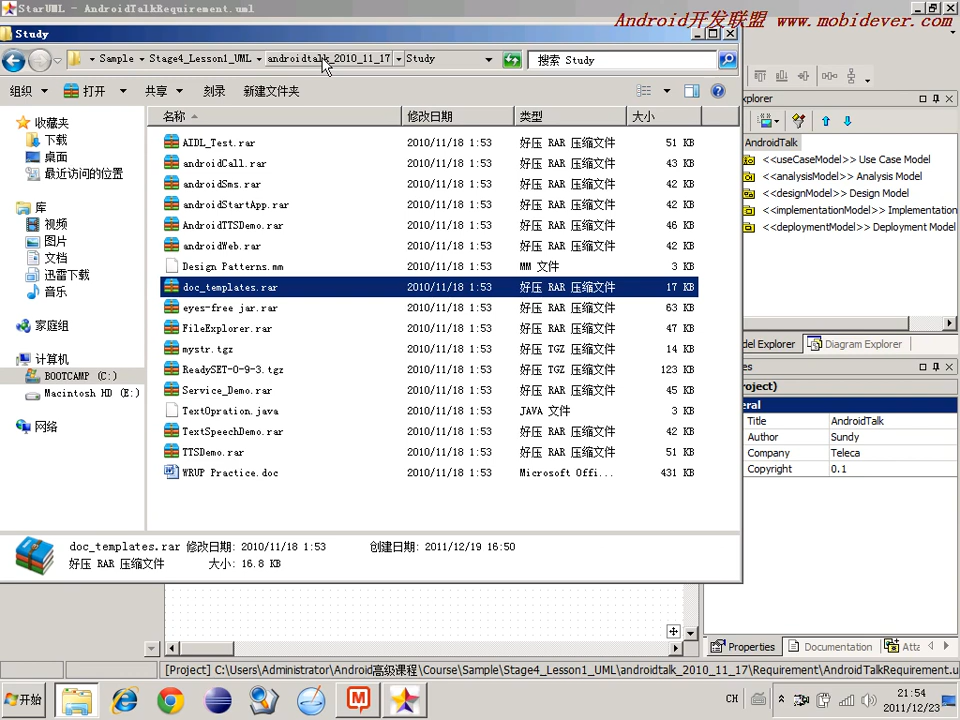 StarUML - AndroidTalkRequirement.uml
Android开发联盟 www.mobidever.com
Study
Sample Stage4_Lesson1_UML androidtalk_2010_11_17 Study
搜索 Study
组织 打开 共享 刻录 新建文件夹
名称 修改日期 类型 大小
收藏夹
下载
桌面
最近访问的位置
库
视频
图片
文档
迅雷下载
音乐
家庭组
计算机
BOOTCAMP (C:)
Macintosh HD (E:)
网络
AIDL_Test.rar 2010/11/18 1:53 好压 RAR 压缩文件 51 KB
androidCall.rar 2010/11/18 1:53 好压 RAR 压缩文件 43 KB
androidSms.rar 2010/11/18 1:53 好压 RAR 压缩文件 42 KB
androidStartApp.rar 2010/11/18 1:53 好压 RAR 压缩文件 42 KB
AndroidTTSDemo.rar 2010/11/18 1:53 好压 RAR 压缩文件 46 KB
androidWeb.rar 2010/11/18 1:53 好压 RAR 压缩文件 42 KB
Design Patterns.mm 2010/11/18 1:53 MM 文件 3 KB
doc_templates.rar 2010/11/18 1:53 好压 RAR 压缩文件 17 KB
eyes-free jar.rar 2010/11/18 1:53 好压 RAR 压缩文件 63 KB
FileExplorer.rar 2010/11/18 1:53 好压 RAR 压缩文件 47 KB
mystr.tgz 2010/11/18 1:53 好压 TGZ 压缩文件 14 KB
ReadySET-0-9-3.tgz 2010/11/18 1:53 好压 TGZ 压缩文件 123 KB
Service_Demo.rar 2010/11/18 1:53 好压 RAR 压缩文件 45 KB
TextOpration.java 2010/11/18 1:53 JAVA 文件 3 KB
TextSpeechDemo.rar 2010/11/18 1:53 好压 RAR 压缩文件 42 KB
TTSDemo.rar 2010/11/18 1:53 好压 RAR 压缩文件 51 KB
WRUP Practice.doc 2010/11/18 1:53 Microsoft Offi... 431 KB
doc_templates.rar 修改日期: 2010/11/18 1:53 创建日期: 2011/12/19 16:50
好压 RAR 压缩文件 大小: 16.8 KB
xplorer
AndroidTalk
<<useCaseModel>> Use Case Model
<<analysisModel>> Analysis Model
<<designModel>> Design Model
<<implementationModel>> Implementation
<<deploymentModel>> Deployment Model
del Explorer Diagram Explorer
es
oject)
eral
Title AndroidTalk
Author Sundy
Company Teleca
Copyright 0.1
Properties Documentation Atta
[Project] C:\Users\Administrator\Android高级课程\Course\Sample\Stage4_Lesson1_UML\androidtalk_2010_11_17\Requirement\AndroidTalkRequirement.u
开始
CH
21:54
2011/12/23